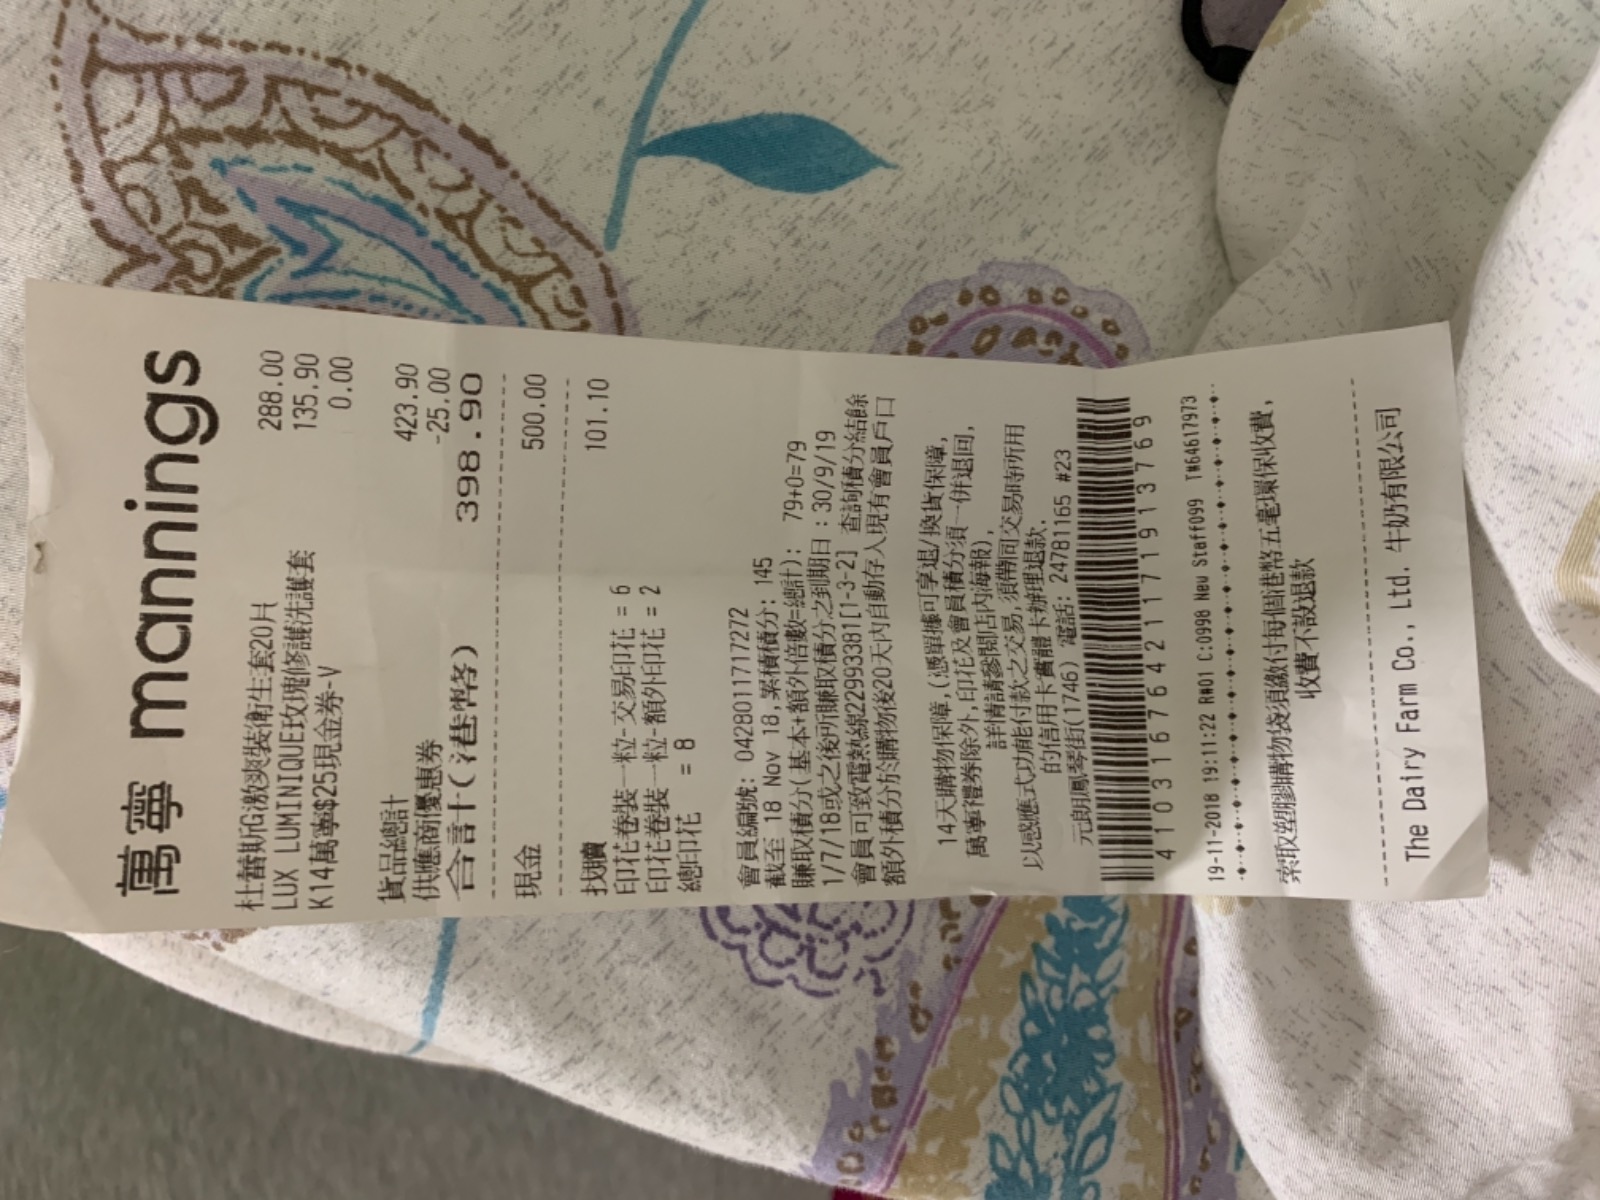 萬寧 mannings
杜蕾斯G激爽裝衛生套20片 288.00
LUX LUMINIQUE玫瑰修護洗護套 135.90
K14萬寧$25現金券-V 0.00
貨品總計 423.90
供應商優惠券 -25.00
合計(港幣) 398.90
現金 500.00
找贖 101.10
印花卷裝一粒-交易印花 = 6
印花卷裝一粒-額外印花 = 2
總印花 = 8
會員編號: 0428011717272
截至 18 Nov 18,累積積分: 145
賺取積分(基本+額外倍數=總計): 79+0=79
1/7/18或之後所賺取積分之到期日：30/9/19
會員可致電熱線22993381[1-3-2] 查詢積分結餘
額外積分於購物後20天內自動存入現有會員戶口
14天購物保障,(憑單據可享退/換貨保障,
萬寧禮券除外,印花及會員積分須一併退回,
詳情請參閱店內海報),
以感應式功能付款之交易,須帶同交易時所用
的信用卡實體卡辦理退款.
元朗鳳琴街(1746) 電話: 24781165 #23
41031676421171913769
19-11-2018 19:11:22 R#01 C:0998 New Staff099 T#64617973
索取塑膠購物袋須繳付每個港幣五毫環保收費,
收費不設退款
The Dairy Farm Co., Ltd. 牛奶有限公司